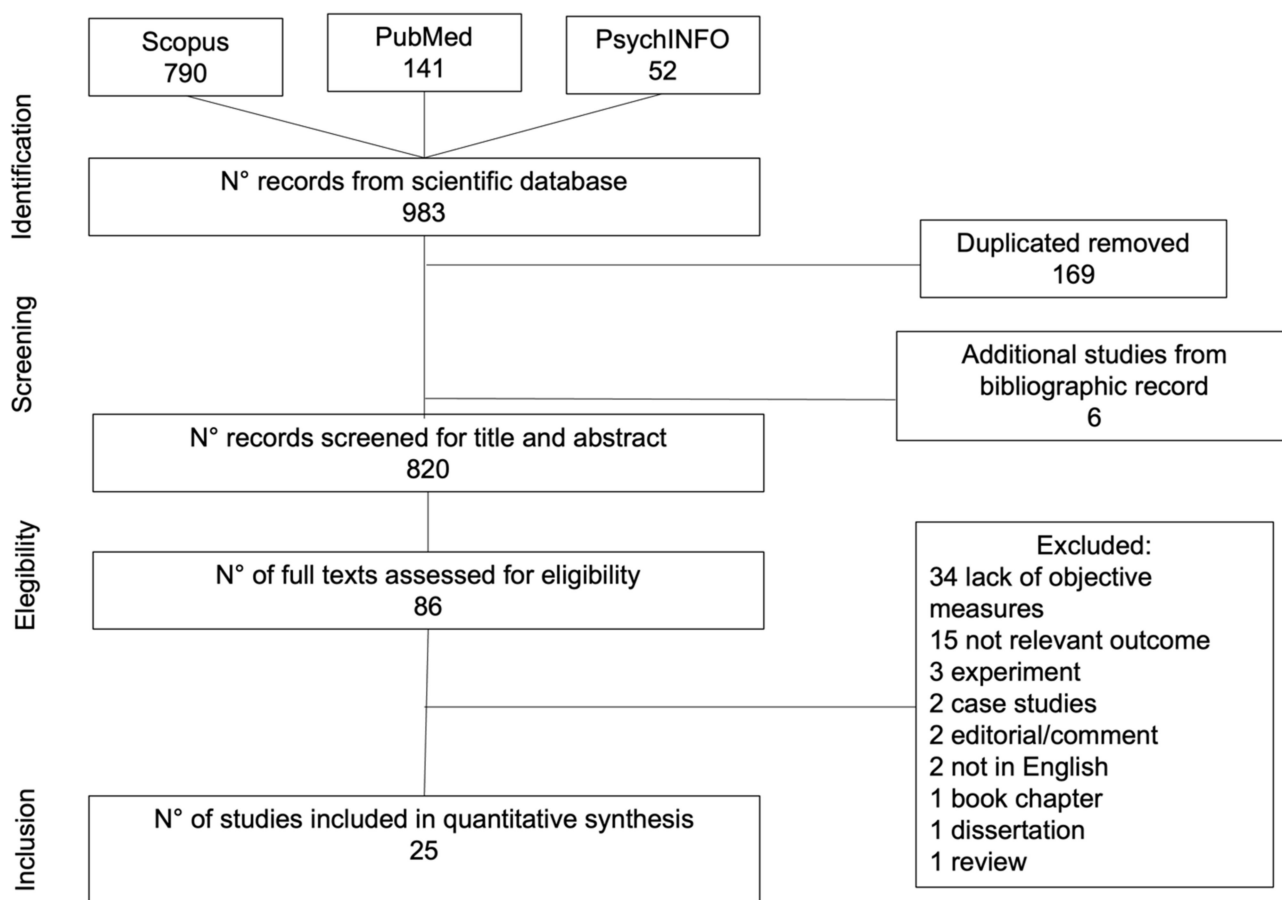 Scopus
790
PubMed
141
PsychINFO
52
Identification
N° records from scientific database
983
Duplicated removed
169
Screening
Additional studies from
bibliographic record
6
N° records screened for title and abstract
820
Elegibility
N° of full texts assessed for eligibility
86
Excluded:
34 lack of objective
measures
15 not relevant outcome
3 experiment
2 case studies
2 editorial/comment
2 not in English
1 book chapter
1 dissertation
1 review
Inclusion
N° of studies included in quantitative synthesis
25